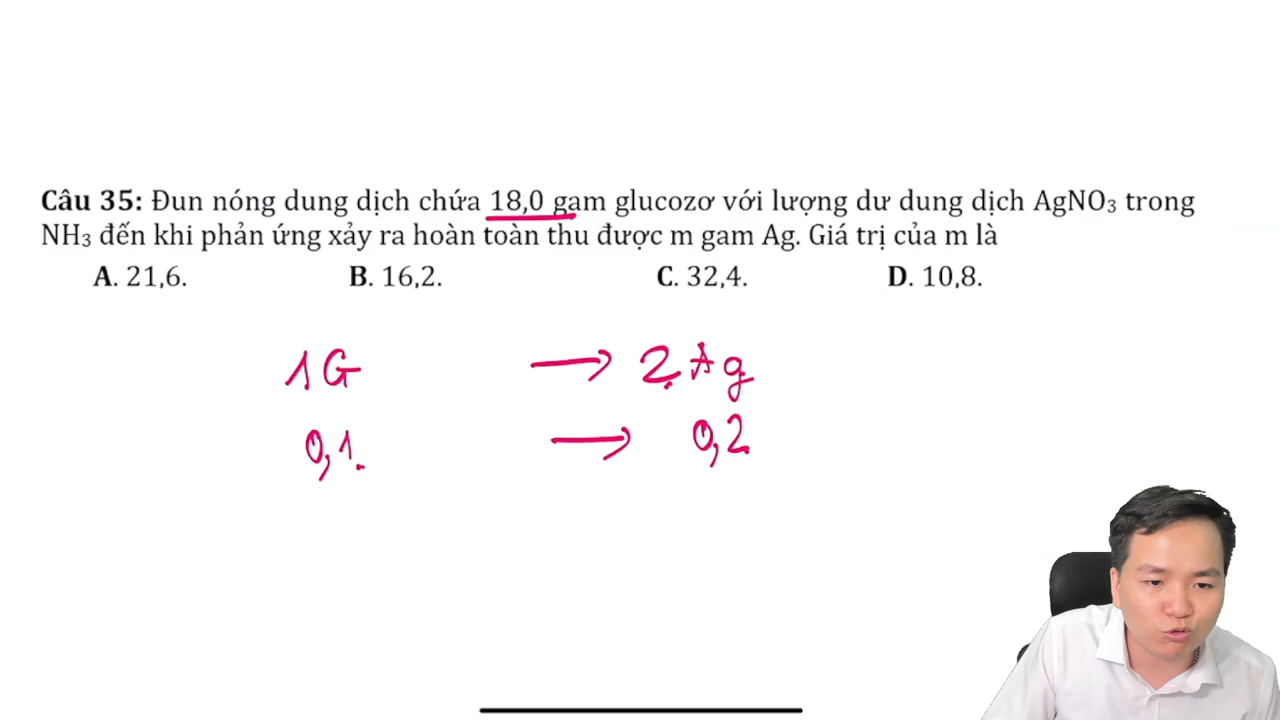 Câu 35: Đun nóng dung dịch chứa 18,0 gam glucozơ với lượng dư dung dịch AgNO₃ trong
NH₃ đến khi phản ứng xảy ra hoàn toàn thu được m gam Ag. Giá trị của m là
A. 21,6. B. 16,2. C. 32,4. D. 10,8.
1G → 2Ag
0,1 → 0,2